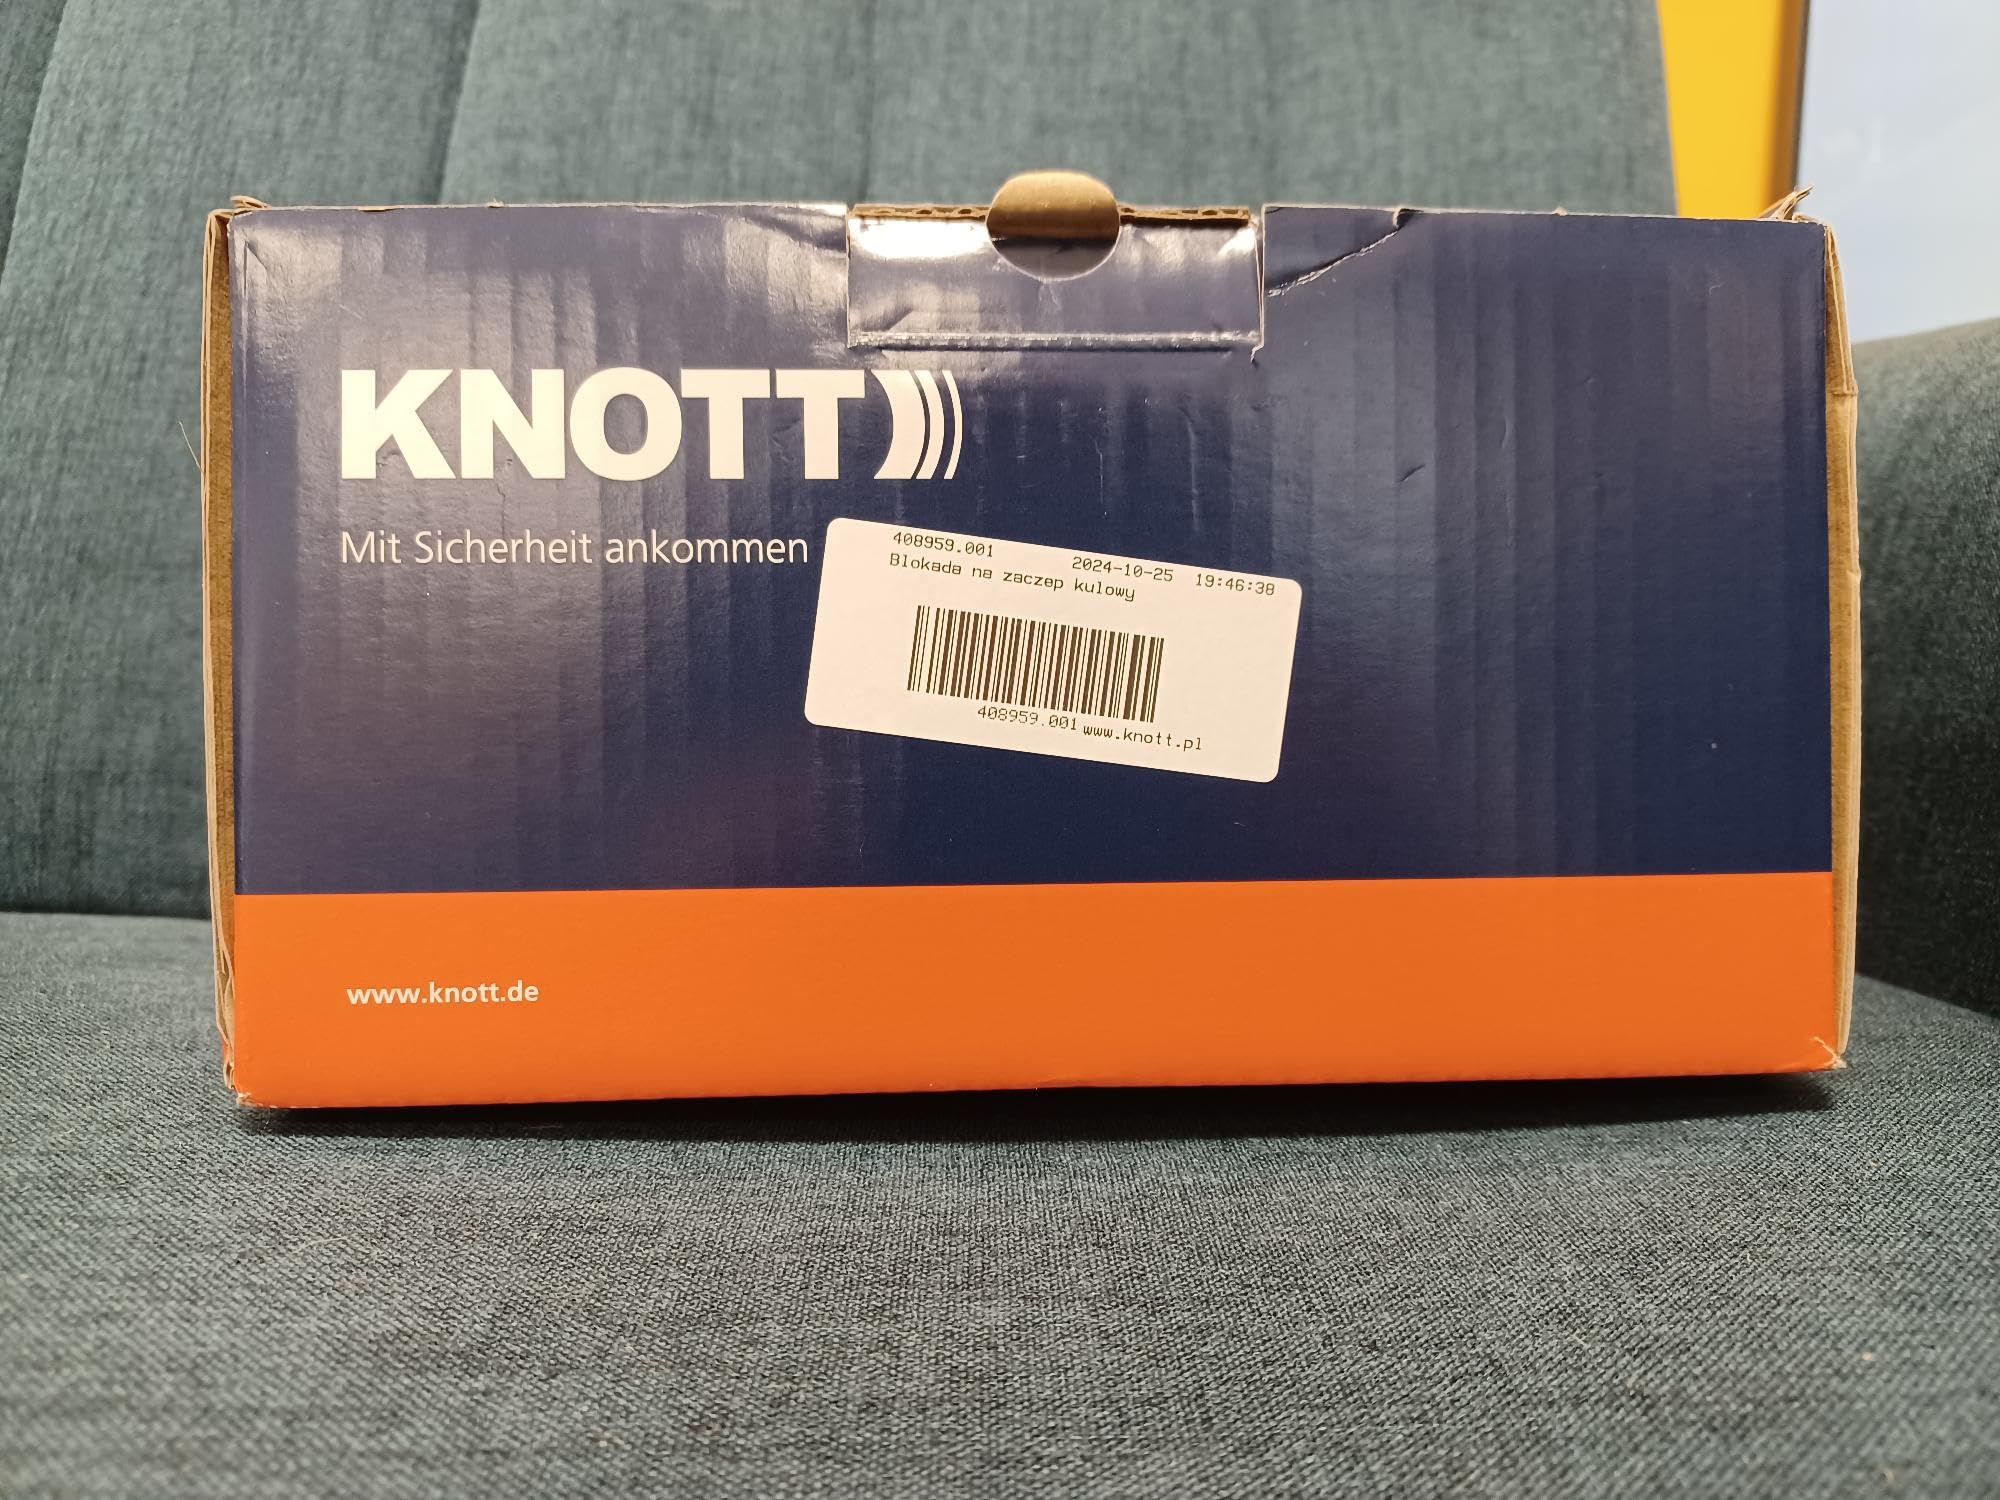 KNOTT
Mit Sicherheit ankommen
408959.001 2024-10-25 19:46:38
Blokada na zaczep kulowy
408959.001 www.knott.pl
www.knott.de